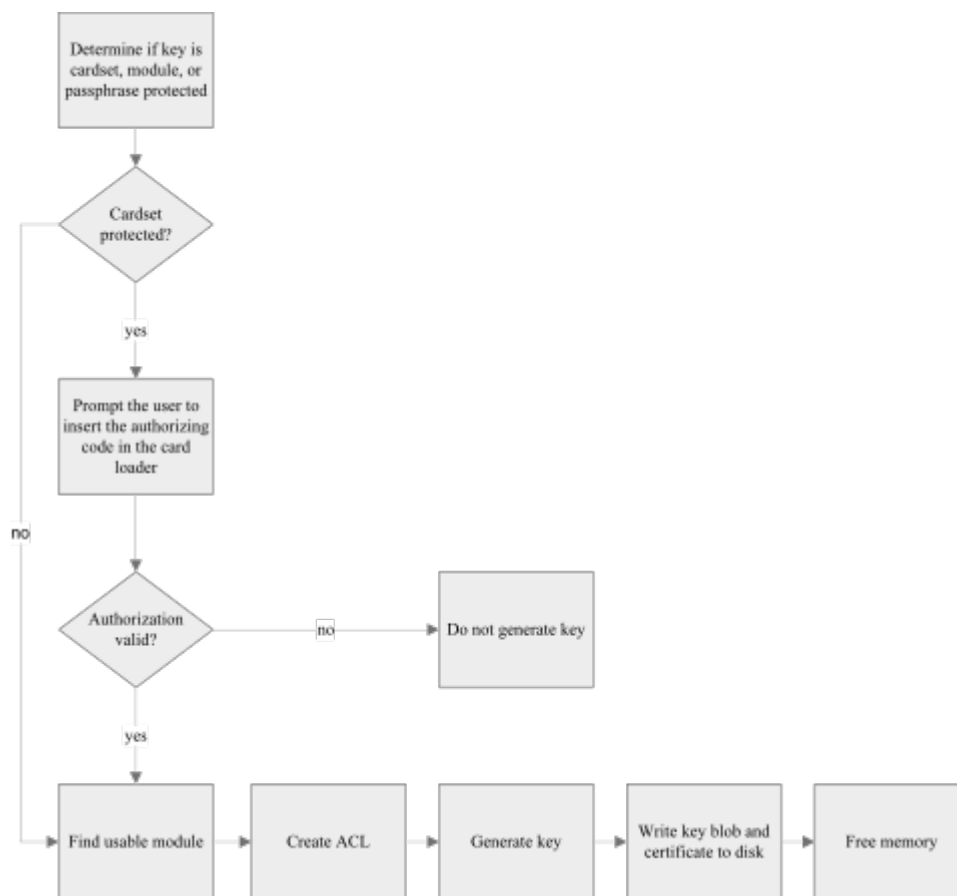 Determine if key is
cardset, module, or
passphrase protected
Cardset
protected?
yes
Prompt the user to
insert the authorizing
code in the card
loader
no
Authorization
valid?
no
Do not generate key
yes
Find usable module
Create ACL
Generate key
Write key blob and
certificate to disk
Free memory